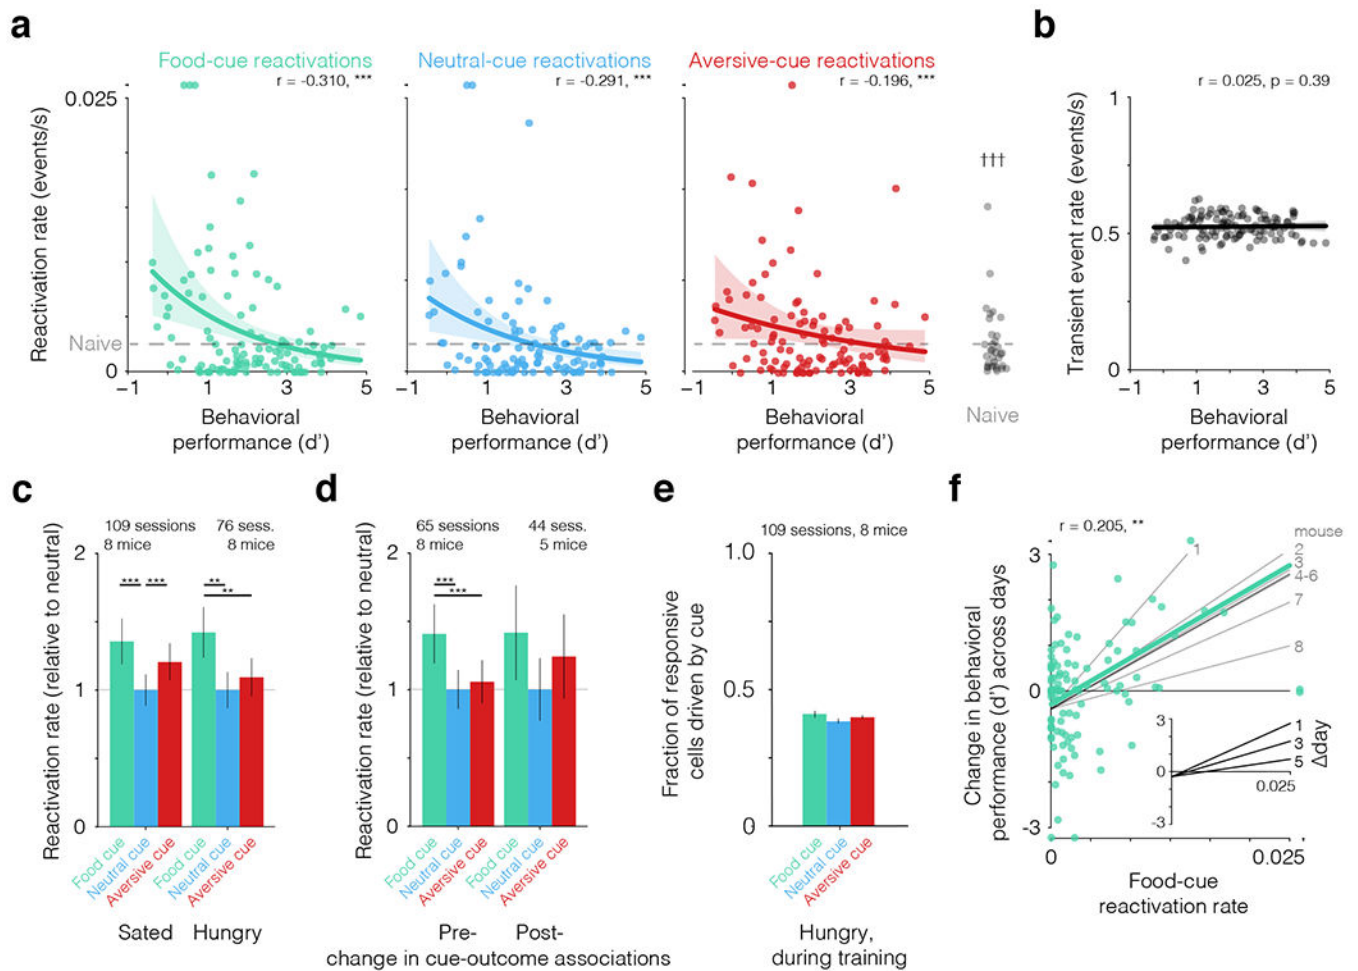 a
Food-cue reactivations
r = -0.310, ***
Neutral-cue reactivations
r = -0.291, ***
Aversive-cue reactivations
r = -0.196, ***
Reactivation rate (events/s)
0.025
Naive
0
−1 1 3 5
Behavioral
performance (d')
−1 1 3 5
Behavioral
performance (d')
−1 1 3 5
Behavioral
performance (d')
†††
Naive
b
r = 0.025, p = 0.39
Transient event rate (events/s)
1
0.5
0
−1 1 3 5
Behavioral
performance (d')
c
109 sessions
8 mice
76 sess.
8 mice
Reactivation rate (relative to neutral)
2
1
0
*** ***
**
**
Food cue
Neutral cue
Aversive cue
Food cue
Neutral cue
Aversive cue
Sated
Hungry
d
65 sessions
8 mice
44 sess.
5 mice
Reactivation rate (relative to neutral)
2
1
0
***
***
Food cue
Neutral cue
Aversive cue
Food cue
Neutral cue
Aversive cue
Pre-
Post-
change in cue-outcome associations
e
109 sessions, 8 mice
Fraction of responsive
cells driven by cue
1.0
0.5
0
Food cue
Neutral cue
Aversive cue
Hungry,
during training
f
r = 0.205, **
mouse
1
2
3
4-6
7
8
Change in behavioral
performance (d') across days
3
0
-3
0 0.025
Food-cue
reactivation rate
3
0
-3
0.025
1
3
5
Δday